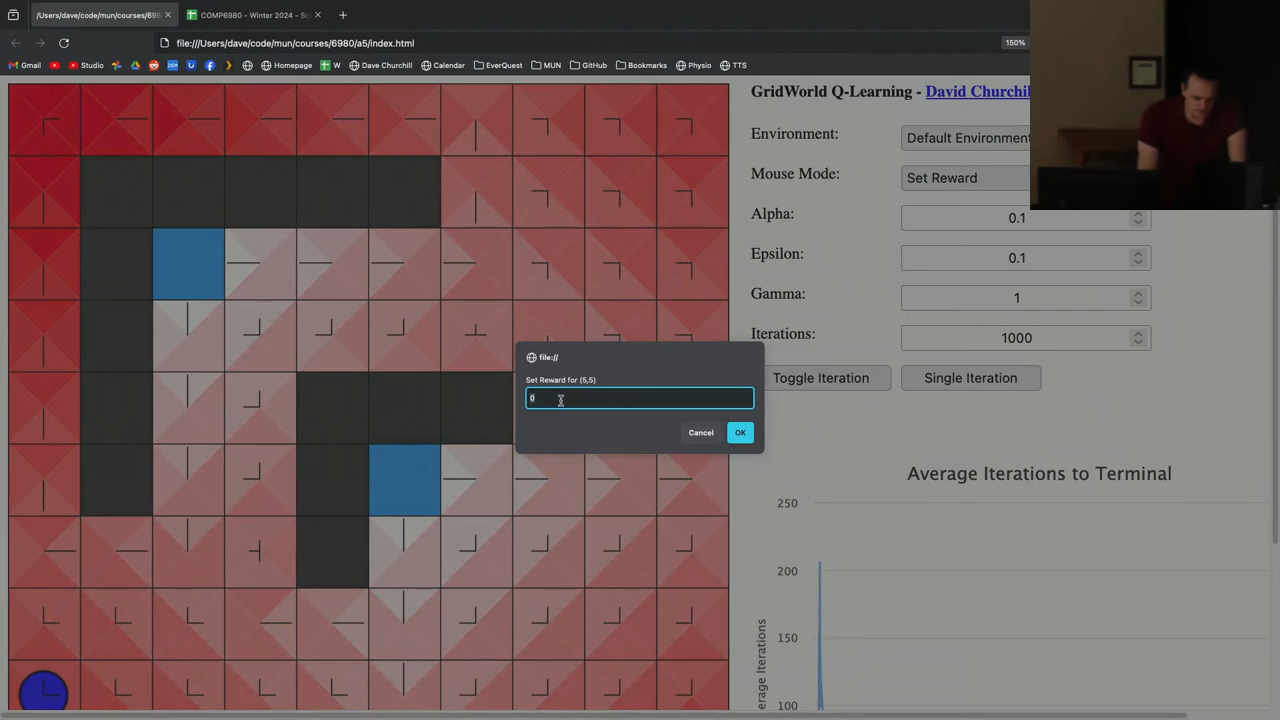 /Users/dave/code/mun/courses/698
COMP6980 – Winter 2024 - Sc
file:///Users/dave/code/mun/courses/6980/a5/index.html
150%
Gmail
Studio
Homepage
W
Dave Churchill
Calendar
EverQuest
MUN
GitHub
Bookmarks
Physio
TTS
GridWorld Q-Learning - David Churchil
Environment:
Default Environment
Mouse Mode:
Set Reward
Alpha:
0.1
Epsilon:
0.1
Gamma:
1
Iterations:
1000
Toggle Iteration
Single Iteration
file://
Set Reward for (5,5)
0
Cancel
OK
Average Iterations to Terminal
250
200
150
100
erage Iterations